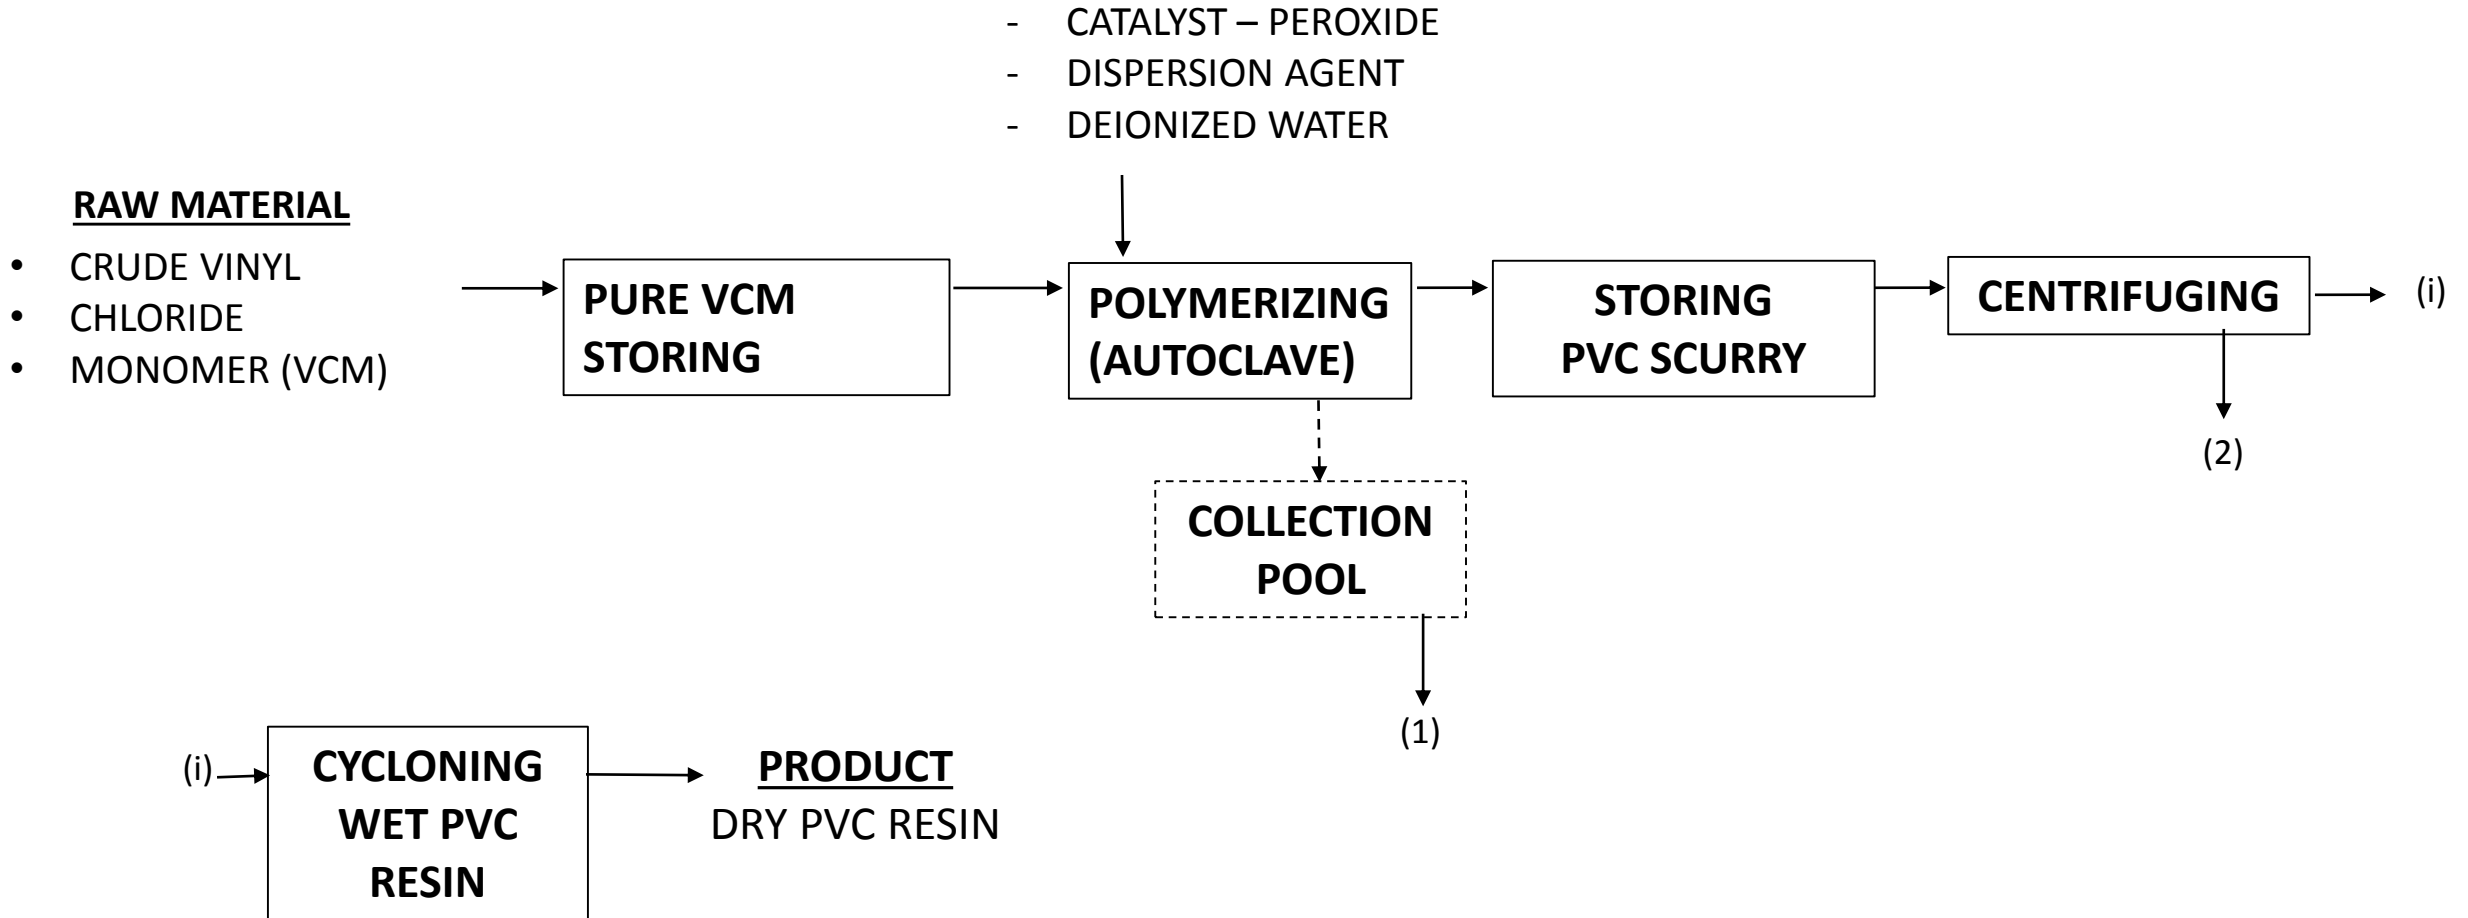 - CATALYST – PEROXIDE
- DISPERSION AGENT
- DEIONIZED WATER
RAW MATERIAL
• CRUDE VINYL
• CHLORIDE
• MONOMER (VCM)
PURE VCM
STORING
POLYMERIZING
(AUTOCLAVE)
STORING
PVC SCURRY
CENTRIFUGING
(i)
(2)
COLLECTION
POOL
(1)
(i)
CYCLONING
WET PVC
RESIN
PRODUCT
DRY PVC RESIN